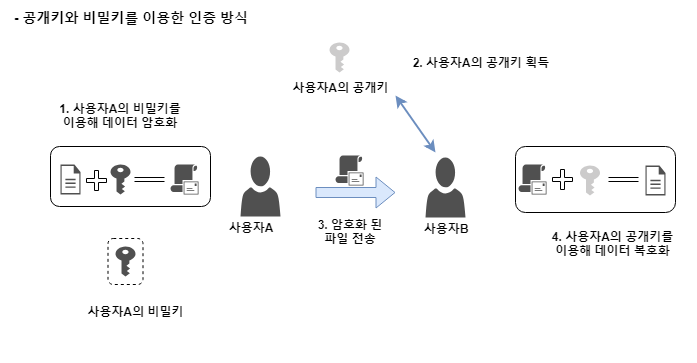 - 공개키와 비밀키를 이용한 인증 방식
2. 사용자A의 공개키 획득
사용자A의 공개키
1. 사용자A의 비밀키를
이용해 데이터 암호화
사용자A
3. 암호화 된
파일 전송
사용자B
4. 사용자A의 공개키를
이용해 데이터 복호화
사용자A의 비밀키